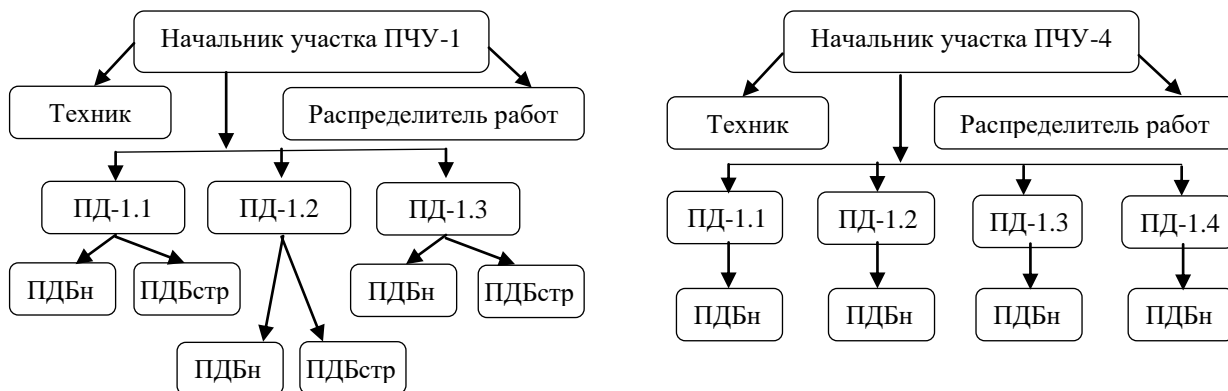 Начальник участка ПЧУ-1
Техник
Распределитель работ
ПД-1.1
ПД-1.2
ПД-1.3
ПДБн
ПДБстр
ПДБн
ПДБстр
ПДБн
ПДБстр
Начальник участка ПЧУ-4
Техник
Распределитель работ
ПД-1.1
ПД-1.2
ПД-1.3
ПД-1.4
ПДБн
ПДБн
ПДБн
ПДБн